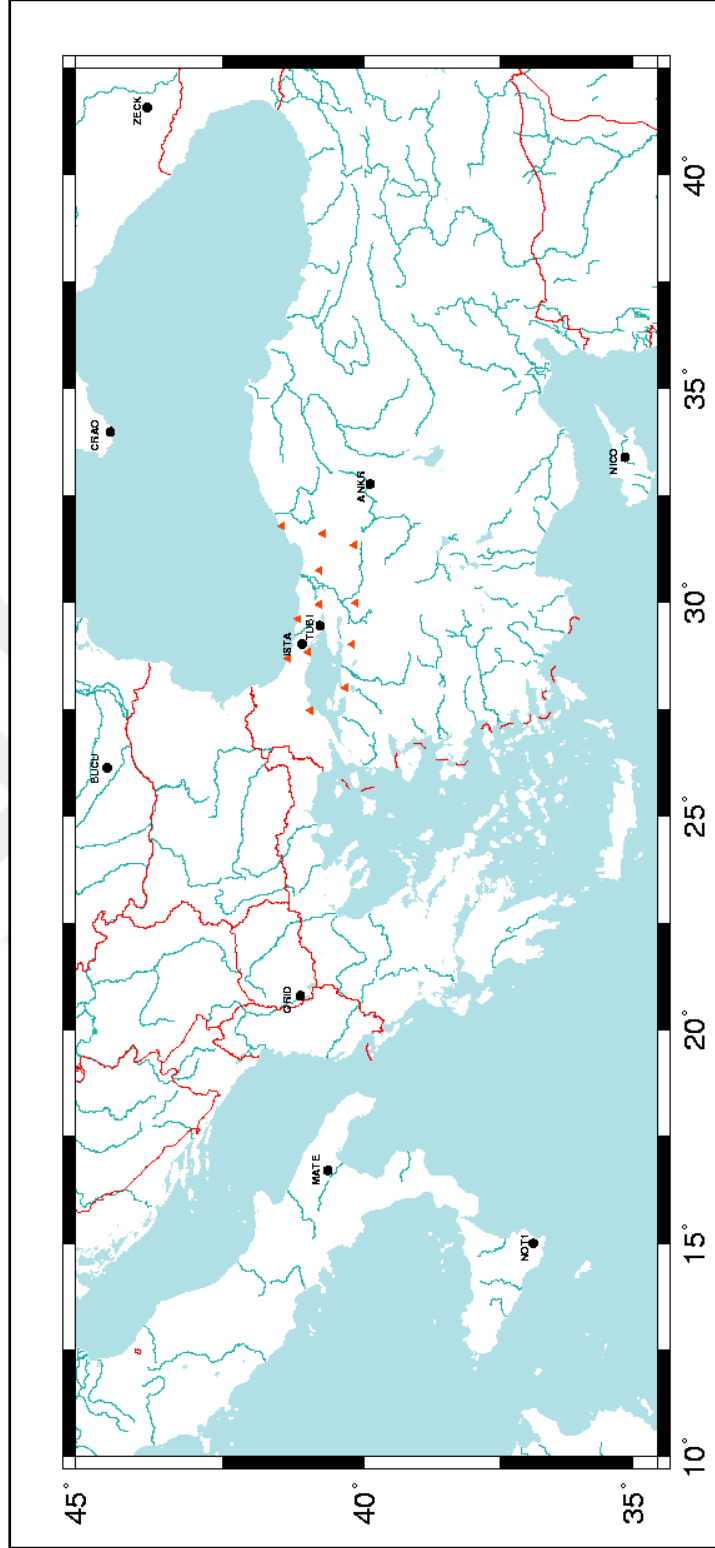 45°
BUCU
CRAO
ZECK
ORID
ISTA
TUBI
MATE
40°
ANKR
NOT1
NICO
35°
10° 15° 20° 25° 30° 35° 40°